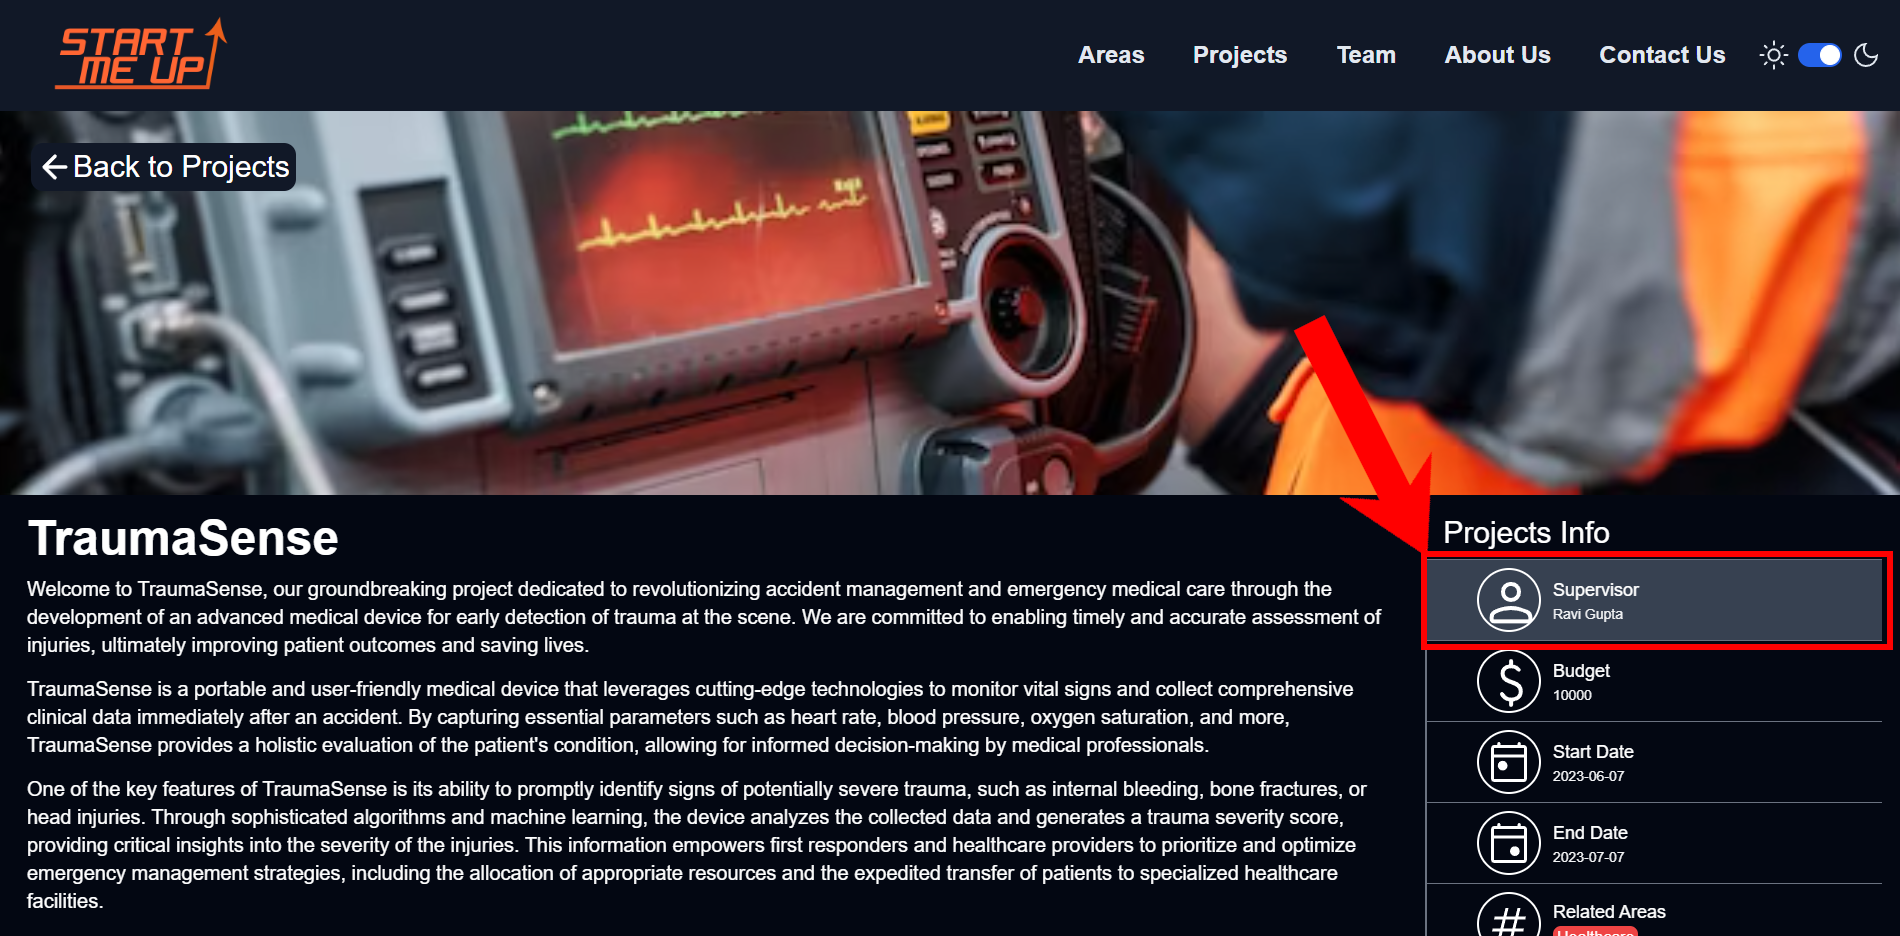 START
ME UP
Areas
Projects
Team
About Us
Contact Us
Back to Projects
TraumaSense
Welcome to TraumaSense, our groundbreaking project dedicated to revolutionizing accident management and emergency medical care through the
development of an advanced medical device for early detection of trauma at the scene. We are committed to enabling timely and accurate assessment of
injuries, ultimately improving patient outcomes and saving lives.
TraumaSense is a portable and user-friendly medical device that leverages cutting-edge technologies to monitor vital signs and collect comprehensive
clinical data immediately after an accident. By capturing essential parameters such as heart rate, blood pressure, oxygen saturation, and more,
TraumaSense provides a holistic evaluation of the patient's condition, allowing for informed decision-making by medical professionals.
One of the key features of TraumaSense is its ability to promptly identify signs of potentially severe trauma, such as internal bleeding, bone fractures, or
head injuries. Through sophisticated algorithms and machine learning, the device analyzes the collected data and generates a trauma severity score,
providing critical insights into the severity of the injuries. This information empowers first responders and healthcare providers to prioritize and optimize
emergency management strategies, including the allocation of appropriate resources and the expedited transfer of patients to specialized healthcare
facilities.
Projects Info
Supervisor
Ravi Gupta
$
Budget
10000
Start Date
2023-06-07
End Date
2023-07-07
#
Related Areas
Healthcare